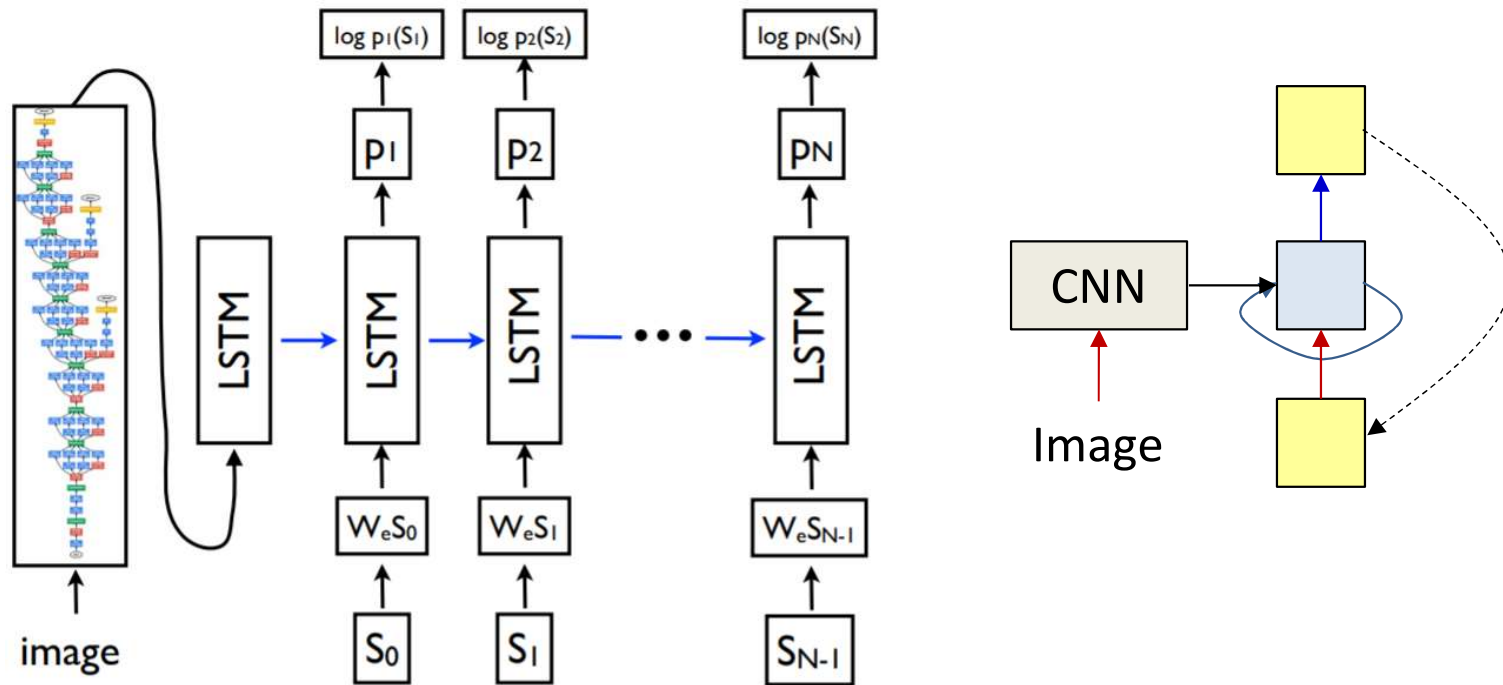 log p₁(S₁) log p₂(S₂) log pN(SN)
p₁ p₂ pN
LSTM LSTM LSTM LSTM
CNN
WeS₀ WeS₁ WeSN-1
Image
image S₀ S₁ SN-1